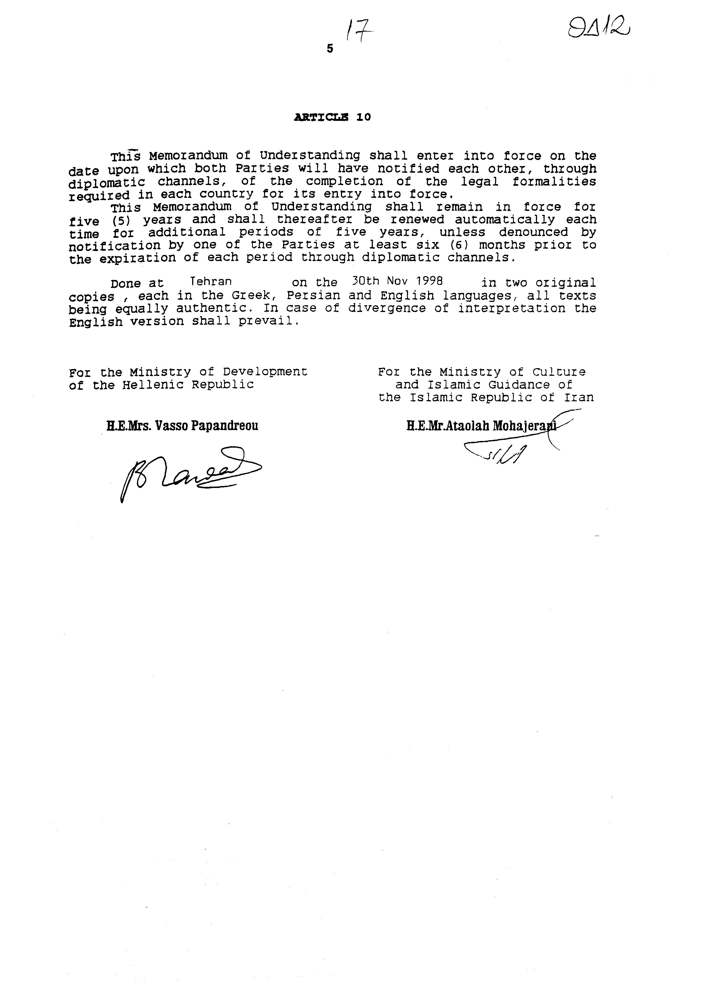 17
5
ARTICLE 10
This Memorandum of Understanding shall enter into force on the
date upon which both Parties will have notified each other, through
diplomatic channels, of the completion of the legal formalities
required in each country for its entry into force.
This Memorandum of Understanding shall remain in force for
five (5) years and shall thereafter be renewed automatically each
time for additional periods of five years, unless denounced by
notification by one of the Parties at least six (6) months prior to
the expiration of each period through diplomatic channels.
Done at Tehran on the 30th Nov 1998 in two original
copies , each in the Greek, Persian and English languages, all texts
being equally authentic. In case of divergence of interpretation the
English version shall prevail.
For the Ministry of Development
of the Hellenic Republic
H.E.Mrs. Vasso Papandreou
For the Ministry of Culture
and Islamic Guidance of
the Islamic Republic of Iran
H.E.Mr.Ataolah Mohajerani